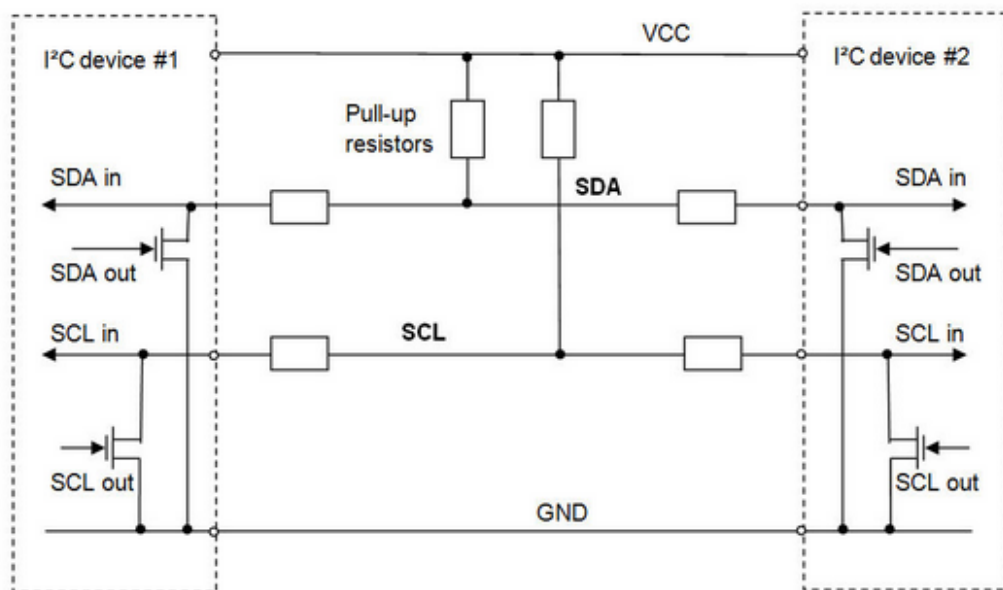 VCC
I²C device #1
I²C device #2
Pull-up
resistors
SDA in
SDA
SDA in
SDA out
SDA out
SCL in
SCL
SCL in
SCL out
SCL out
GND